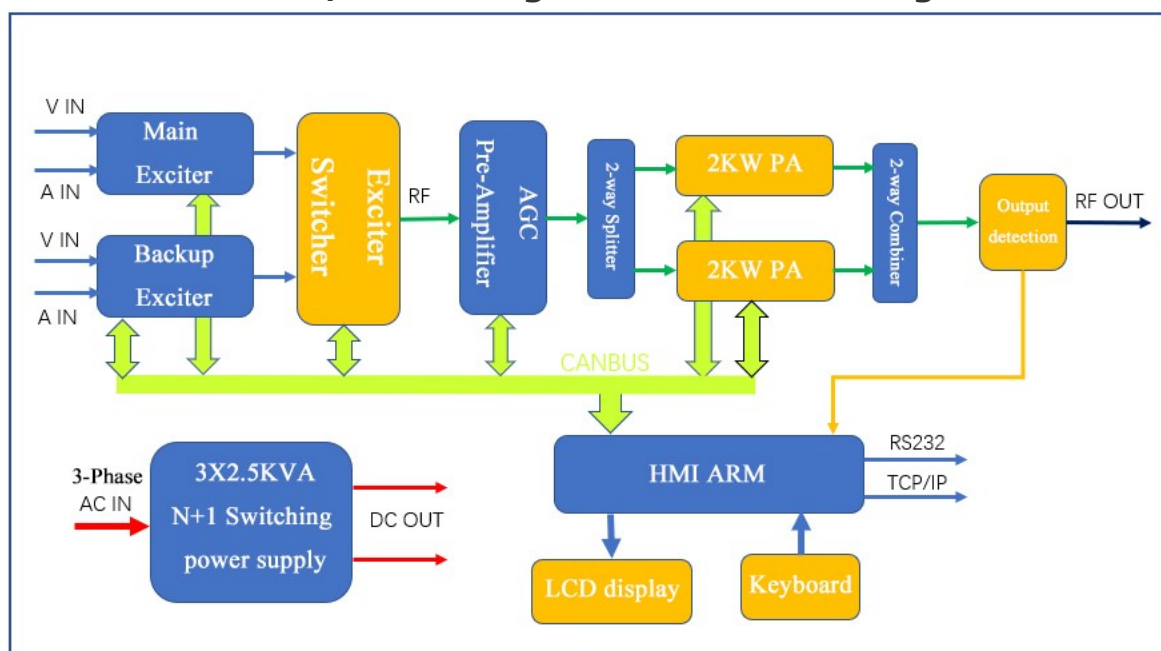 V IN
A IN
Main
Exciter
V IN
A IN
Backup
Exciter
Exciter
Switcher
RF
AGC
Pre-Amplifier
2-way Splitter
2KW PA
2KW PA
2-way Combiner
Output
detection
RF OUT
CANBUS
3-Phase
AC IN
3X2.5KVA
N+1 Switching
power supply
DC OUT
HMI ARM
RS232
TCP/IP
LCD display
Keyboard